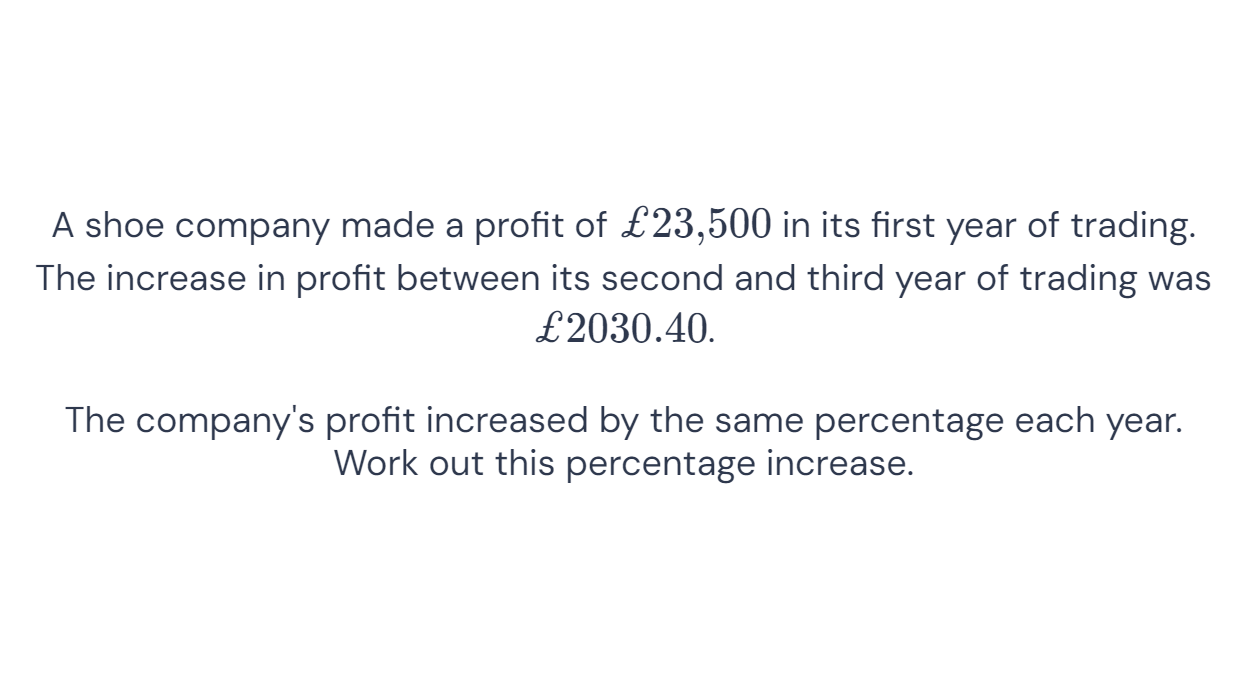 A shoe company made a profit of £23,500 in its first year of trading.
The increase in profit between its second and third year of trading was
£2030.40.
The company's profit increased by the same percentage each year.
Work out this percentage increase.